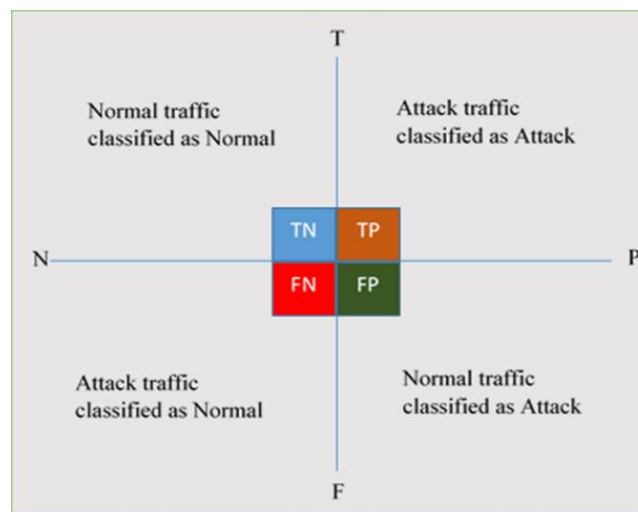 T
Normal traffic
classified as Normal
Attack traffic
classified as Attack
TN
TP
N
P
FN
FP
Attack traffic
classified as Normal
Normal traffic
classified as Attack
F